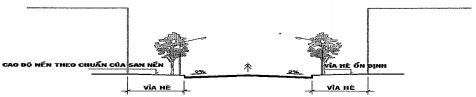 CAO ĐỘ NỀN THEO CHUẨN CỦA SAN NỀN
VỈA HÈ ỔN ĐỊNH
2% 2%
VỈA HÈ VỈA HÈ